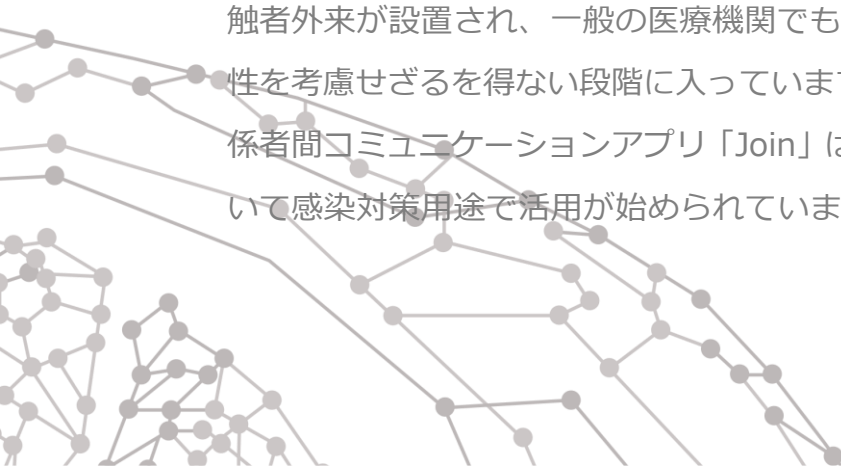 触者外来が設置され、一般の医療機関でも
性を考慮せざるを得ない段階に入っていま
係者間コミュニケーションアプリ「Join」は
いて感染対策用途で活用が始められていま